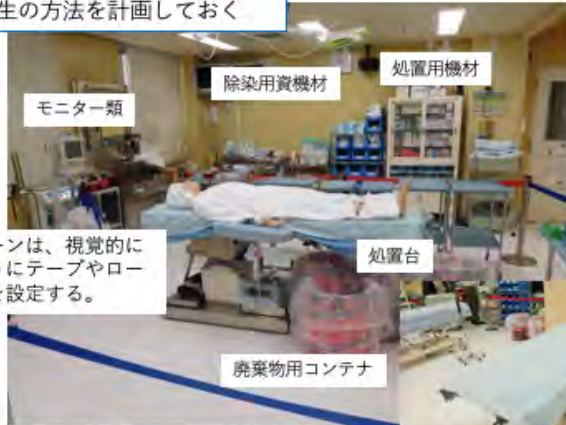 生の方法を計画しておく
除染用資機材
処置用機材
モニター類
ーンは、視覚的に
うにテープやロー
を設定する。
処置台
廃棄物用コンテナ